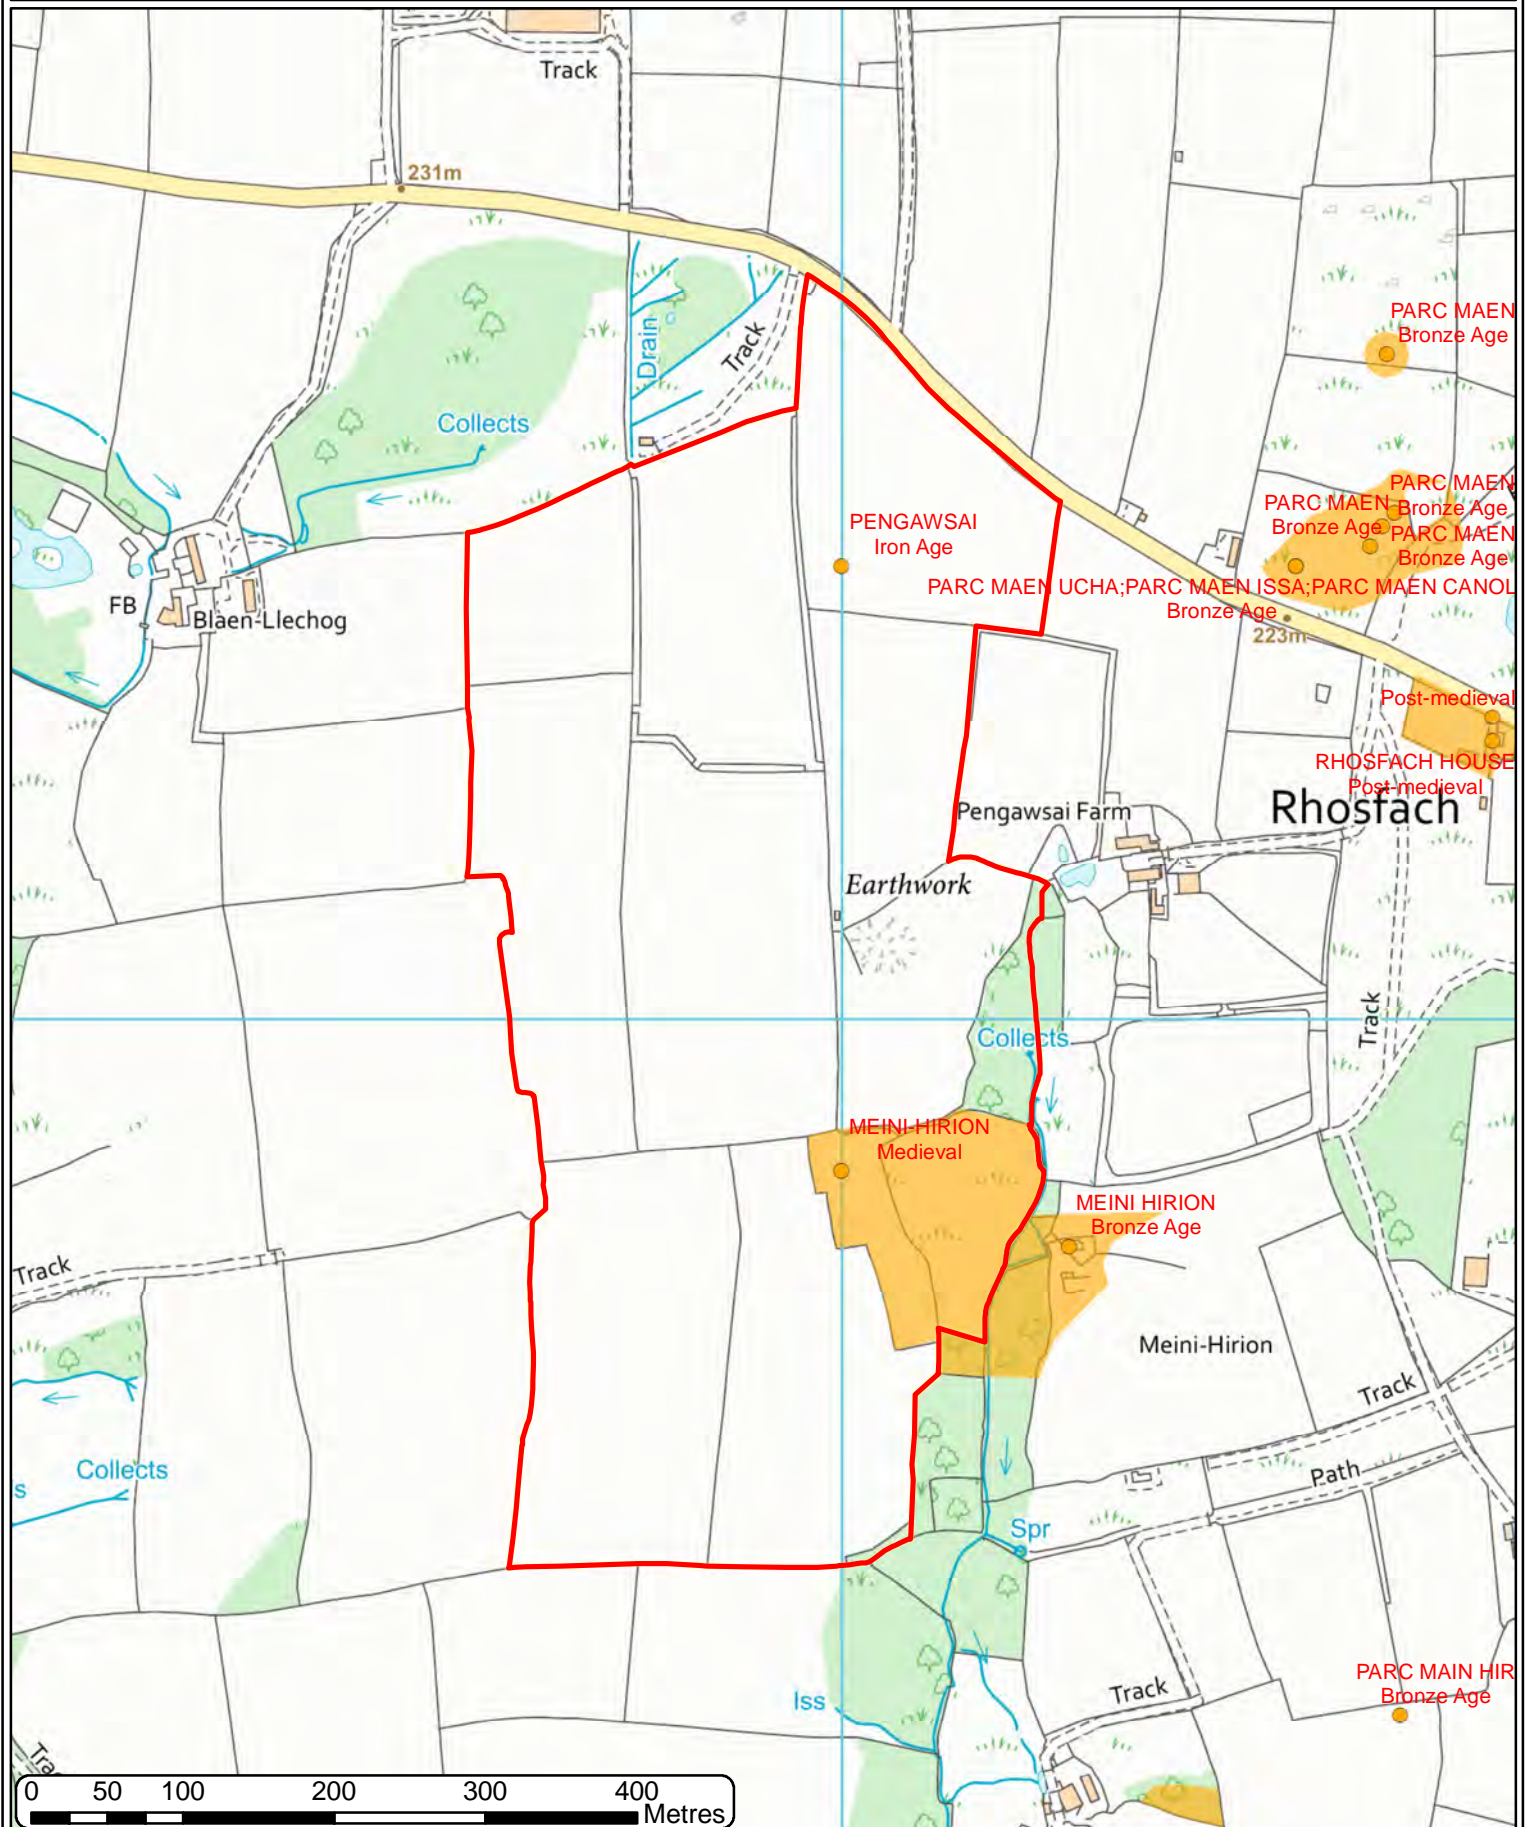 Track
231m
Drain
Track
Collects
PARC MAEN
Bronze Age
PENGAWSAI
Iron Age
PARC MAEN
Bronze Age
PARC MAEN
Bronze Age
PARC MAEN
Bronze Age
PARC MAEN UCHA;PARC MAEN ISSA;PARC MAEN CANOL
Bronze Age
223m
FB
Blaen-Llechog
Post-medieval
RHOSFACH HOUSE
Post-medieval
Rhosfach
Pengawsai Farm
Earthwork
Track
Collects
MEINI-HIRION
Medieval
MEINI HIRION
Bronze Age
Track
Meini-Hirion
Track
Path
s
Collects
Spr
PARC MAIN HIR
Bronze Age
Iss
Track
Trac
0 50 100 200 300 400
Metres